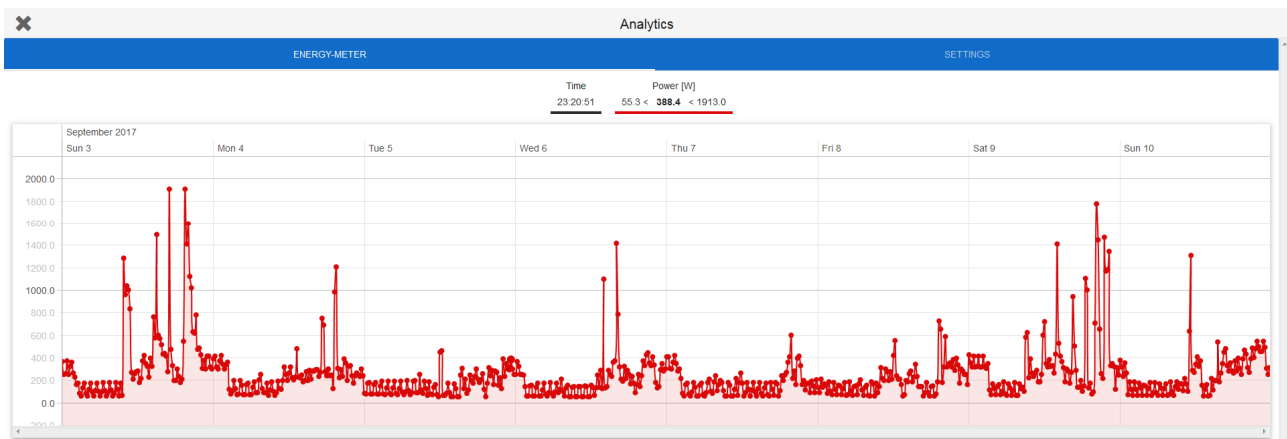 Analytics
ENERGY-METER SETTINGS
Time Power [W]
23:20:51 55.3 < 388.4 < 1913.0
September 2017
Sun 3 Mon 4 Tue 5 Wed 6 Thu 7 Fri 8 Sat 9 Sun 10
2000.0
1800.0
1600.0
1400.0
1200.0
1000.0
800.0
600.0
400.0
200.0
0.0
-200.0